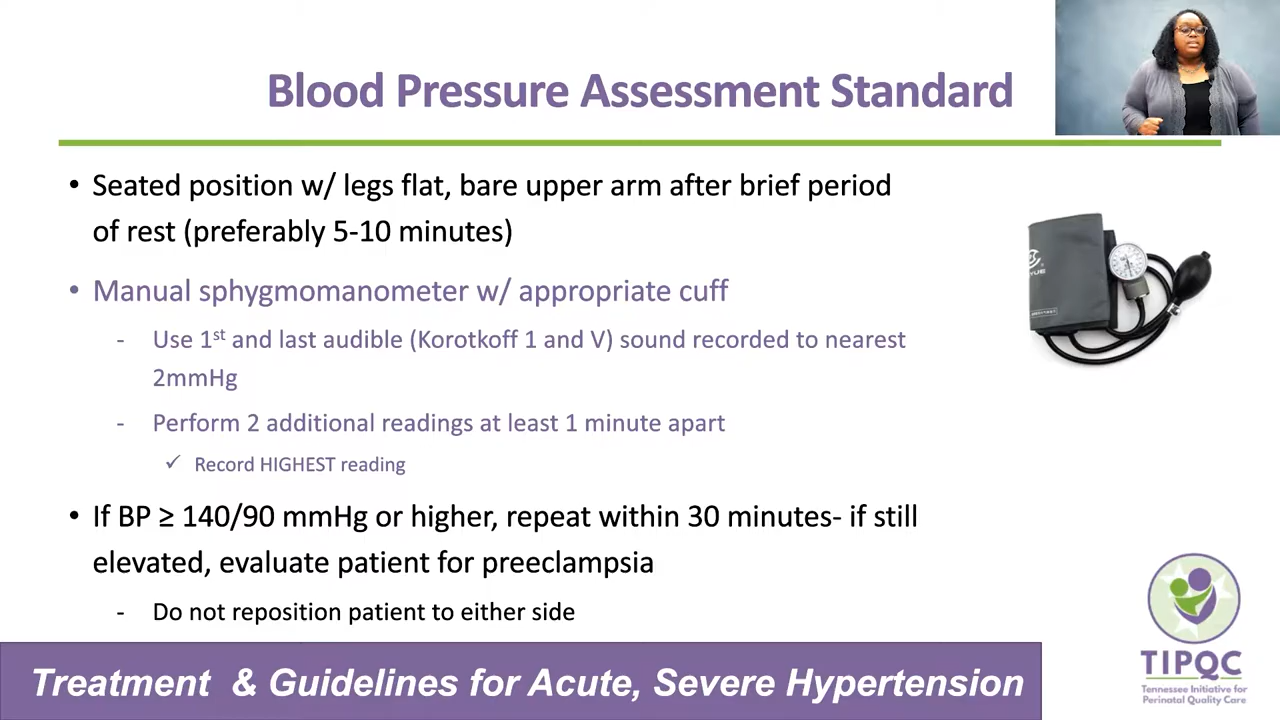 Blood Pressure Assessment Standard
• Seated position w/ legs flat, bare upper arm after brief period
of rest (preferably 5-10 minutes)
• Manual sphygmomanometer w/ appropriate cuff
- Use 1st and last audible (Korotkoff 1 and V) sound recorded to nearest
2mmHg
- Perform 2 additional readings at least 1 minute apart
✓ Record HIGHEST reading
• If BP ≥ 140/90 mmHg or higher, repeat within 30 minutes- if still
elevated, evaluate patient for preeclampsia
- Do not reposition patient to either side
Treatment & Guidelines for Acute, Severe Hypertension
TIPQC
Tennessee Initiative for
Perinatal Quality Care